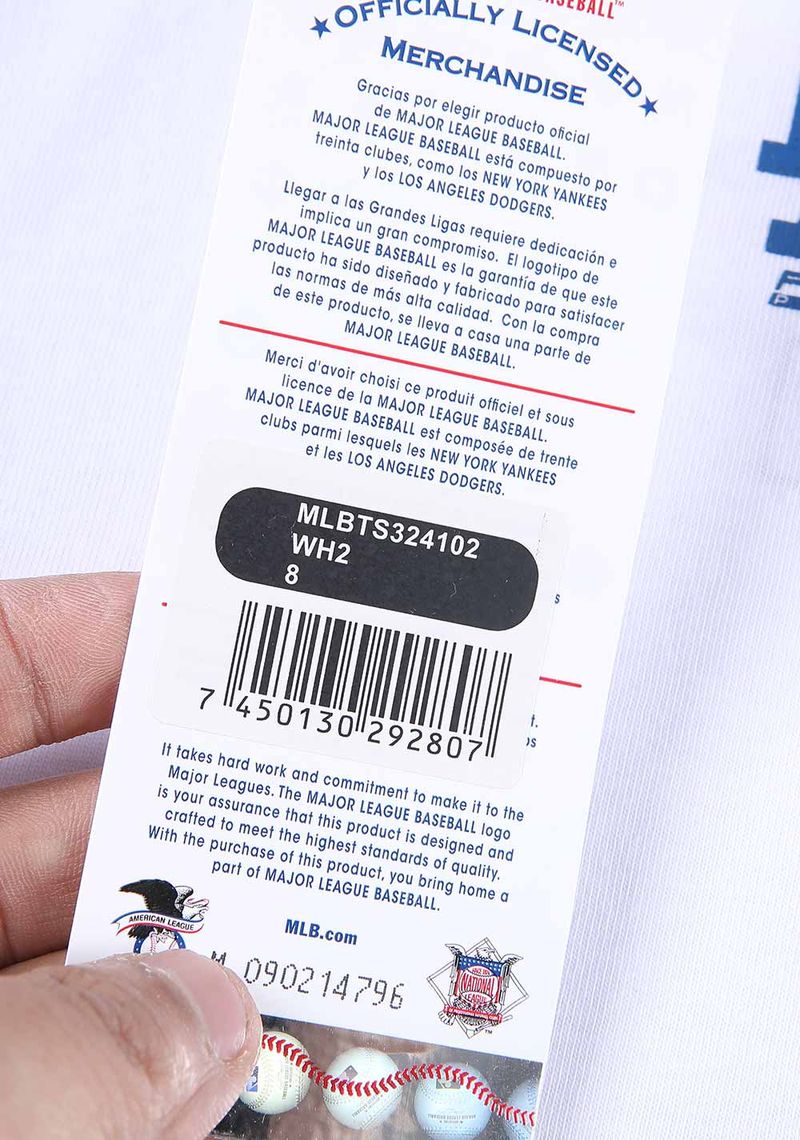 BASEBALL™
★ OFFICIALLY LICENSED ★
MERCHANDISE
Gracias por elegir producto oficial
de MAJOR LEAGUE BASEBALL.
MAJOR LEAGUE BASEBALL está compuesto por
treinta clubes, como los NEW YORK YANKEES
y los LOS ANGELES DODGERS.
Llegar a las Grandes Ligas requiere dedicación e
implica un gran compromiso. El logotipo de
MAJOR LEAGUE BASEBALL es la garantía de que este
producto ha sido diseñado y fabricado para satisfacer
las normas de más alta calidad. Con la compra
de este producto, se lleva a casa una parte de
MAJOR LEAGUE BASEBALL.
Merci d'avoir choisi ce produit officiel et sous
licence de la MAJOR LEAGUE BASEBALL.
MAJOR LEAGUE BASEBALL est composée de trente
clubs parmi lesquels les NEW YORK YANKEES
et les LOS ANGELES DODGERS.
MLBTS324102
WH2
8
7 450130 292807
It takes hard work and commitment to make it to the
Major Leagues. The MAJOR LEAGUE BASEBALL logo
is your assurance that this product is designed and
crafted to meet the highest standards of quality.
With the purchase of this product, you bring home a
part of MAJOR LEAGUE BASEBALL.
AMERICAN LEAGUE
MLB.com
M 090214796
NATIONAL
LEAGUE
™